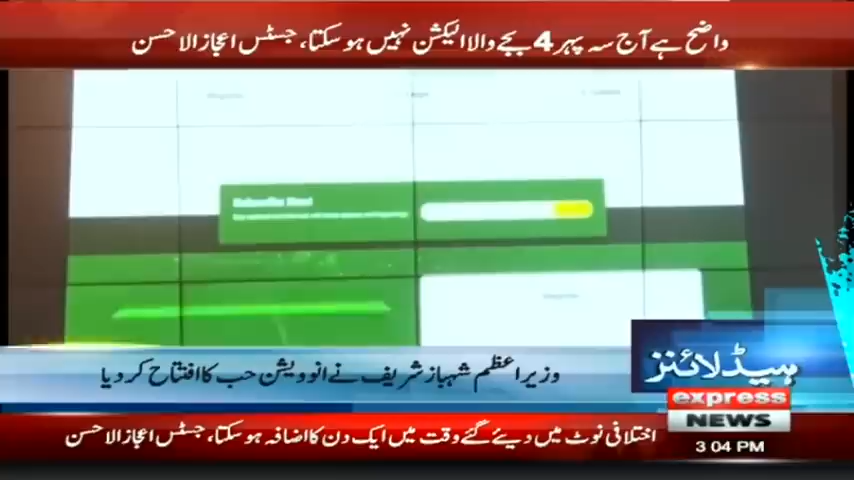 واضح ہے آج سہ پہر 4 بجے والا الیکشن نہیں ہو سکتا، جسٹس اعجاز الاحسن
Subscribe Now!
ہیڈلائنز
وزیراعظم شہباز شریف نے انوویشن حب کا افتتاح کر دیا
express
NEWS
اختلافی نوٹ میں دیئے گئے وقت میں ایک دن کا اضافہ ہو سکتا، جسٹس اعجاز الاحسن
3:04 PM